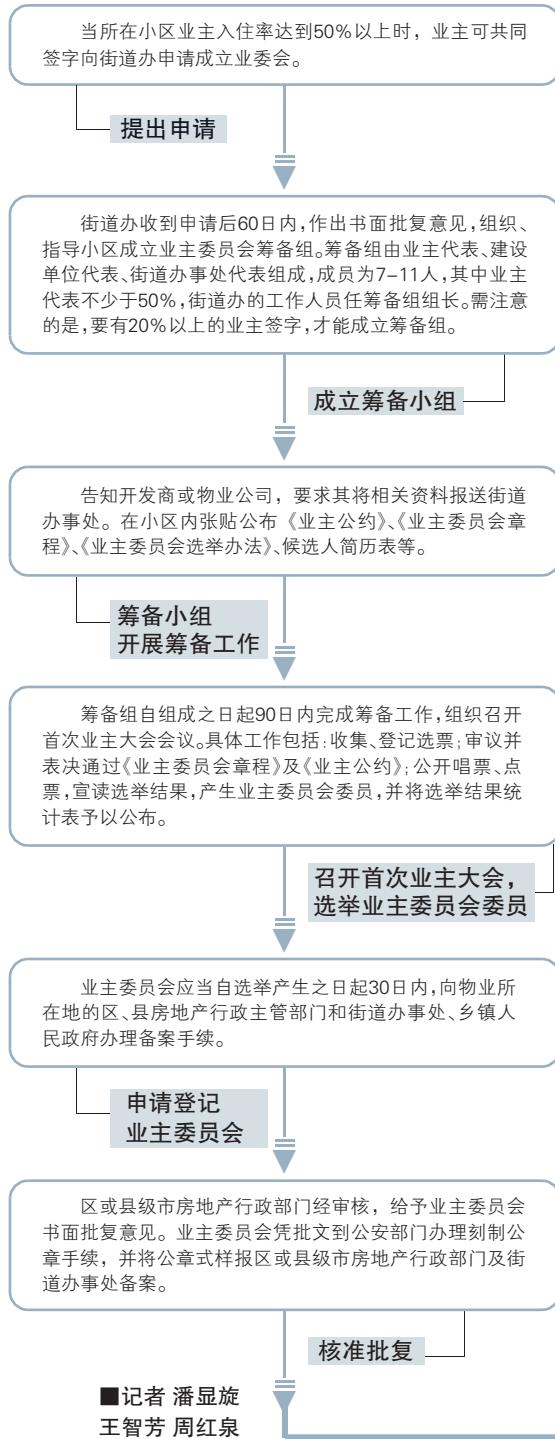 当所在小区业主入住率达到50%以上时，业主可共同
签字向街道办申请成立业委会。
提出申请
街道办收到申请后60日内，作出书面批复意见，组织、
指导小区成立业主委员会筹备组。筹备组由业主代表、建设
单位代表、街道办事处代表组成，成员为7-11人，其中业主
代表不少于50%，街道办的工作人员任筹备组组长。需注意
的是，要有20%以上的业主签字，才能成立筹备组。
成立筹备小组
告知开发商或物业公司，要求其将相关资料报送街道
办事处。在小区内张贴公布《业主公约》、《业主委员会章
程》、《业主委员会选举办法》、候选人简历表等。
筹备小组
开展筹备工作
筹备组自组成之日起90日内完成筹备工作，组织召开
首次业主大会会议。具体工作包括：收集、登记选票；审议并
表决通过《业主委员会章程》及《业主公约》；公开唱票、点
票，宣读选举结果，产生业主委员会委员，并将选举结果统
计表予以公布。
召开首次业主大会，
选举业主委员会委员
业主委员会应当自选举产生之日起30日内，向物业所
在地的区、县房地产行政主管部门和街道办事处、乡镇人
民政府办理备案手续。
申请登记
业主委员会
区或县级市房地产行政部门经审核，给予业主委员会
书面批复意见。业主委员会凭批文到公安部门办理刻制公
章手续，并将公章式样报区或县级市房地产行政部门及街
道办事处备案。
核准批复
■记者 潘显旋
王智芳 周红泉